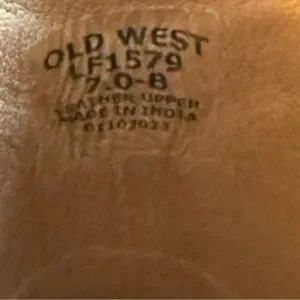 OLD WEST
LF1579
7.0-B
LEATHER UPPER
MADE IN INDIA
01102023